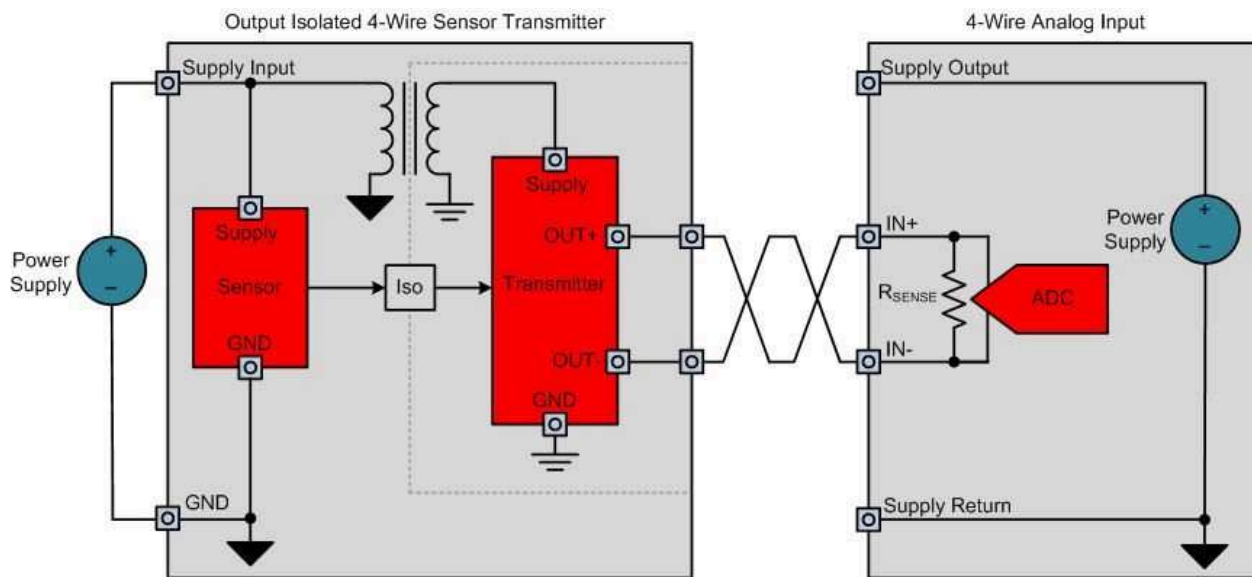 Output Isolated 4-Wire Sensor Transmitter
4-Wire Analog Input
Supply Input
Supply Output
Supply
Supply
OUT+
IN+
+
Power
Supply
–
Sensor
Iso
Transmitter
RSENSE
ADC
Power
Supply
+
–
GND
OUT-
IN-
GND
GND
Supply Return